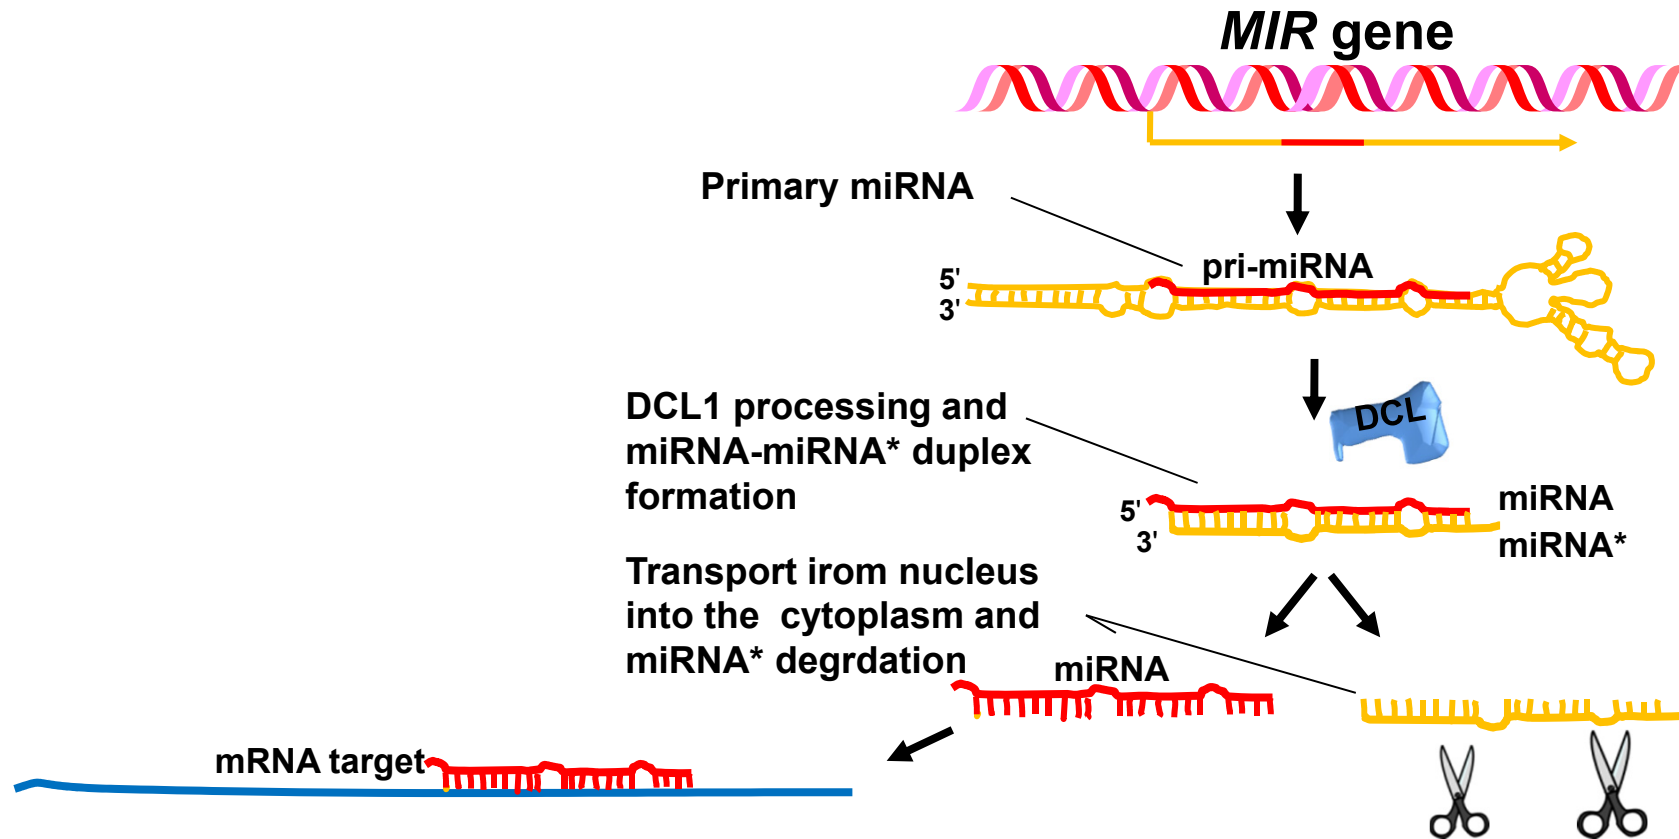 MIR gene
Primary miRNA
pri-miRNA
5'
3'
DCL1 processing and
miRNA-miRNA* duplex
formation
DCL
5'
3'
miRNA
miRNA*
Transport irom nucleus
into the cytoplasm and
miRNA* degrdation
miRNA
mRNA target